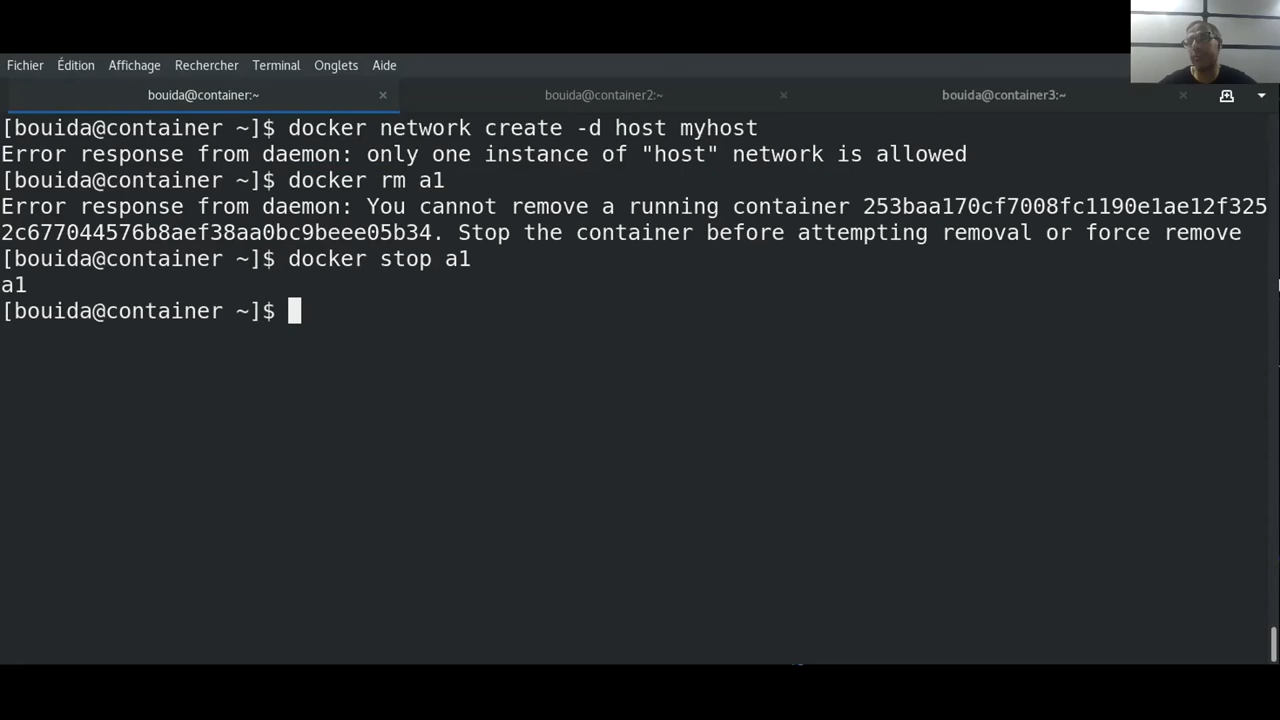 Fichier Édition Affichage Rechercher Terminal Onglets Aide
bouida@container:~ bouida@container2:~ bouida@container3:~
[bouida@container ~]$ docker network create -d host myhost
Error response from daemon: only one instance of "host" network is allowed
[bouida@container ~]$ docker rm a1
Error response from daemon: You cannot remove a running container 253baa170cf7008fc1190e1ae12f325
2c677044576b8aef38aa0bc9beee05b34. Stop the container before attempting removal or force remove
[bouida@container ~]$ docker stop a1
a1
[bouida@container ~]$